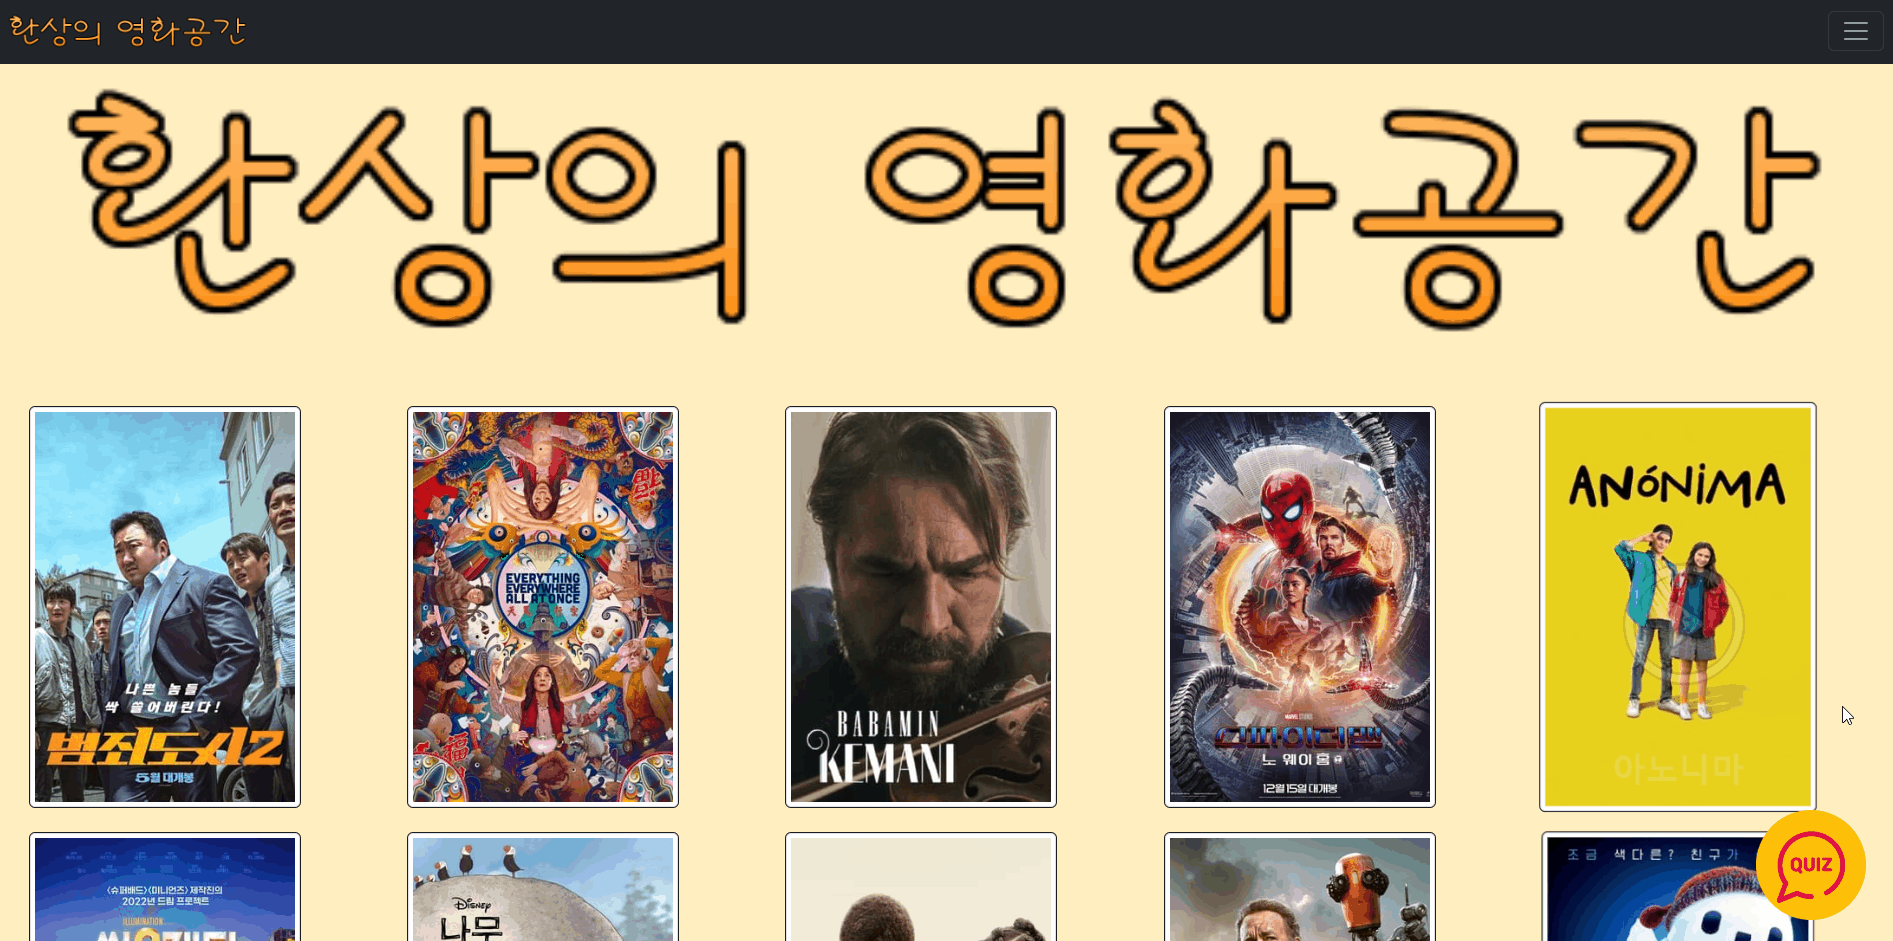 환상의 영화공간
환상의 영화공간
나쁜 놈들
싹 쓸어버린다!
범죄도시2
5월 대개봉
EVERYTHING
EVERYWHERE
ALL AT ONCE
福
BABAMIN
KEMANI
MARVEL STUDIOS
스파이더맨
노 웨이 홈
12월 15일 대개봉
ANÓNIMA
아노니마
<슈퍼배드><미니언즈> 제작진의
2022년 드림 프로젝트
ILLUMINATION
DISNEY
나무
조금 색다른? 친구가
QUIZ